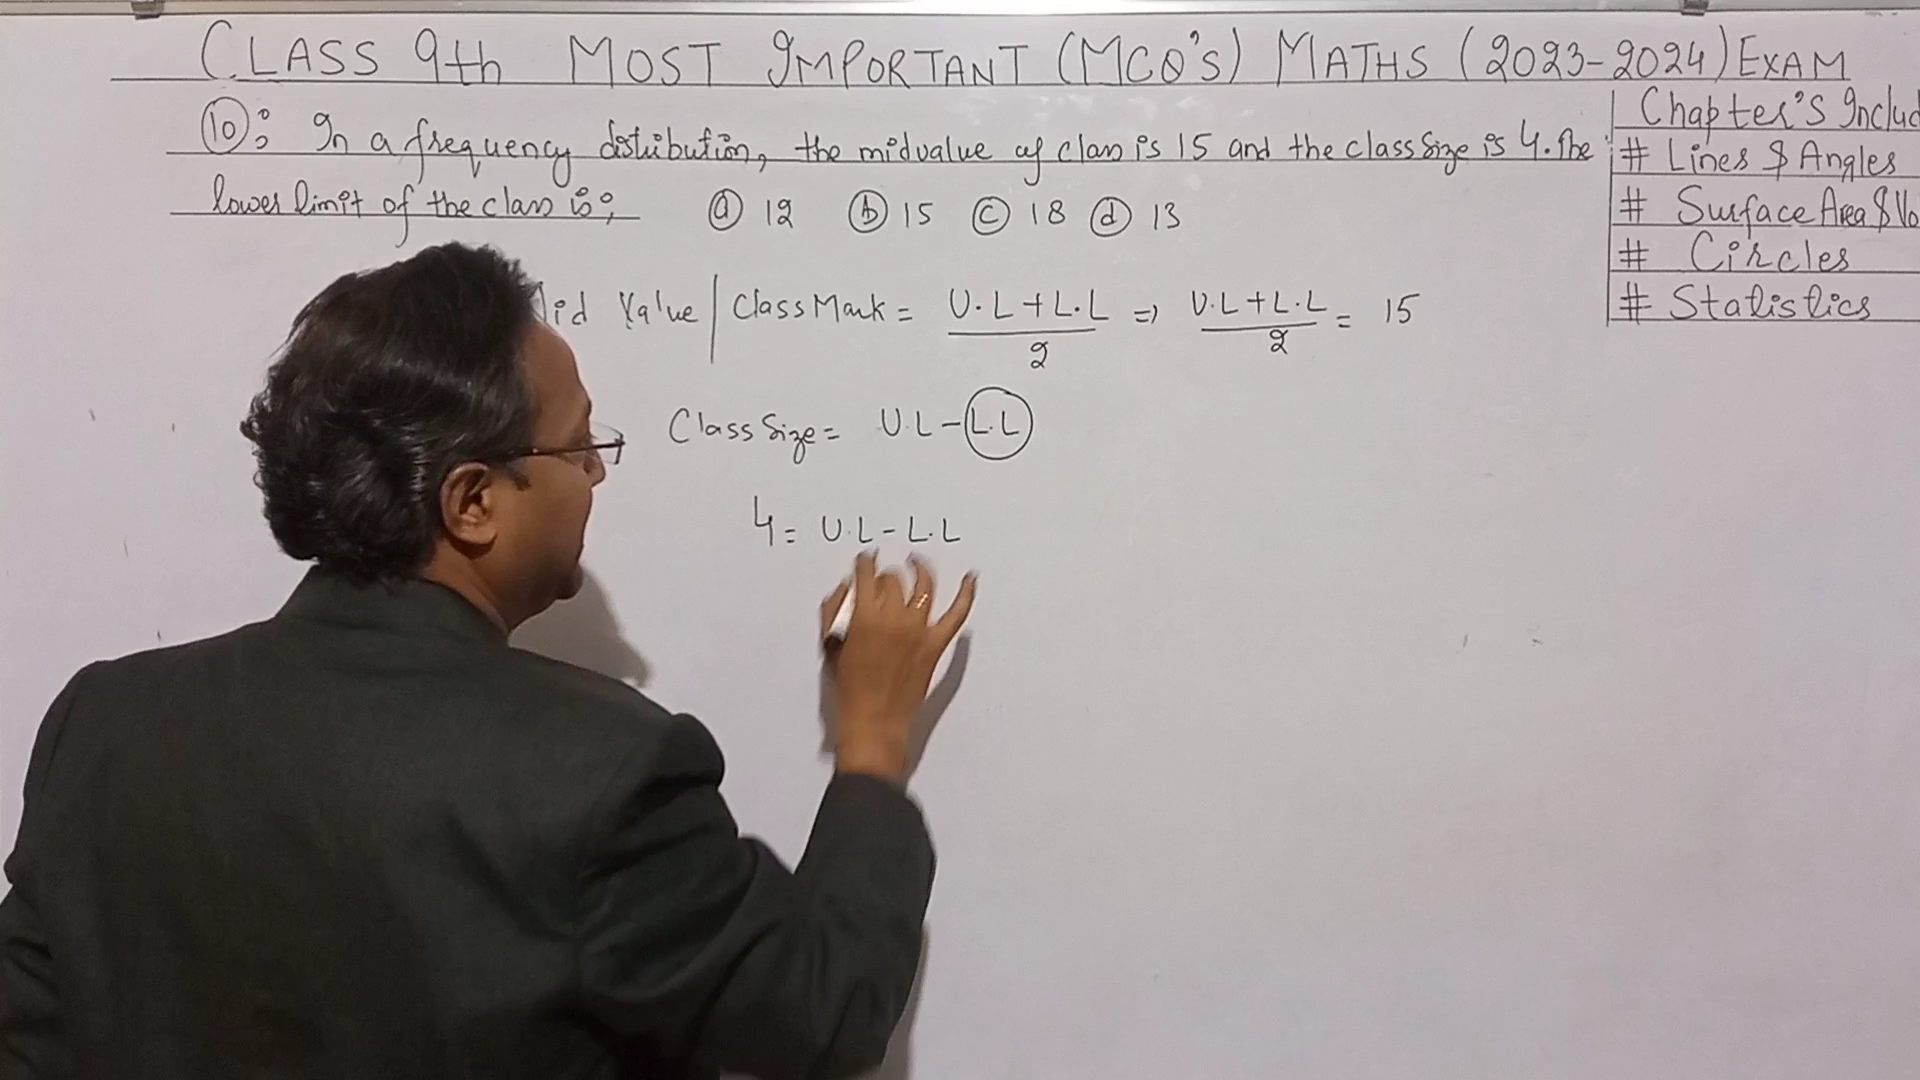 CLASS 9th MOST IMPORTANT (MCQ'S) MATHS (2023-2024) EXAM
10: In a frequency distribution, the midvalue of class is 15 and the class size is 4. The
lower limit of the class is; a 12 b 15 c 18 d 13
Chapter's Includ
# Lines & Angles
# Surface Area & Vo
# Circles
# Statistics
Mid Value | Class Mark = U.L + L.L / 2 => U.L + L.L / 2 = 15
Class Size = U.L - L.L
4 = U.L - L.L